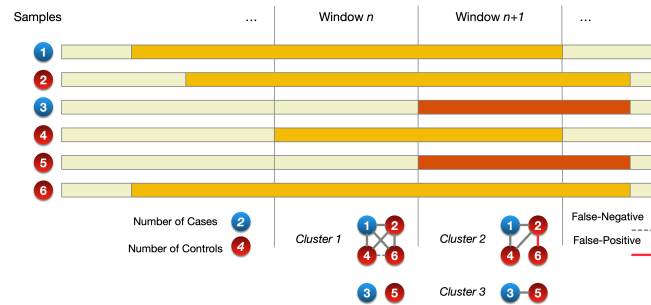 Samples ... Window n Window n+1 ...
1
2
3
4
5
6
Number of Cases 2
Number of Controls 4
Cluster 1 1 2 4 6
3 5
Cluster 2 1 2 4 6
Cluster 3 3 5
False-Negative
False-Positive